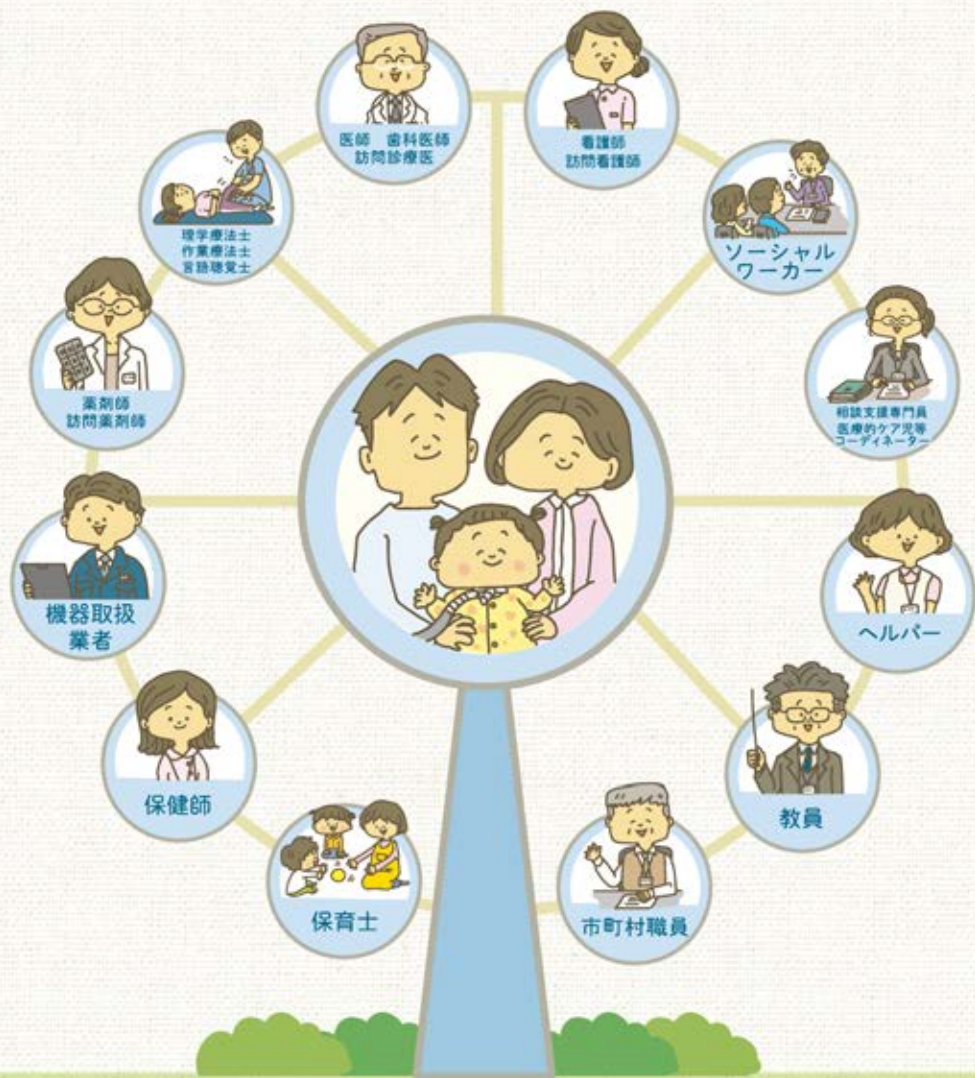 医師　歯科医師
訪問診療医
看護師
訪問看護師
理学療法士
作業療法士
言語聴覚士
ソーシャル
ワーカー
薬剤師
訪問薬剤師
相談支援専門員
医療的ケア児等
コーディネーター
機器取扱
業者
ヘルパー
保健師
教員
保育士
市町村職員